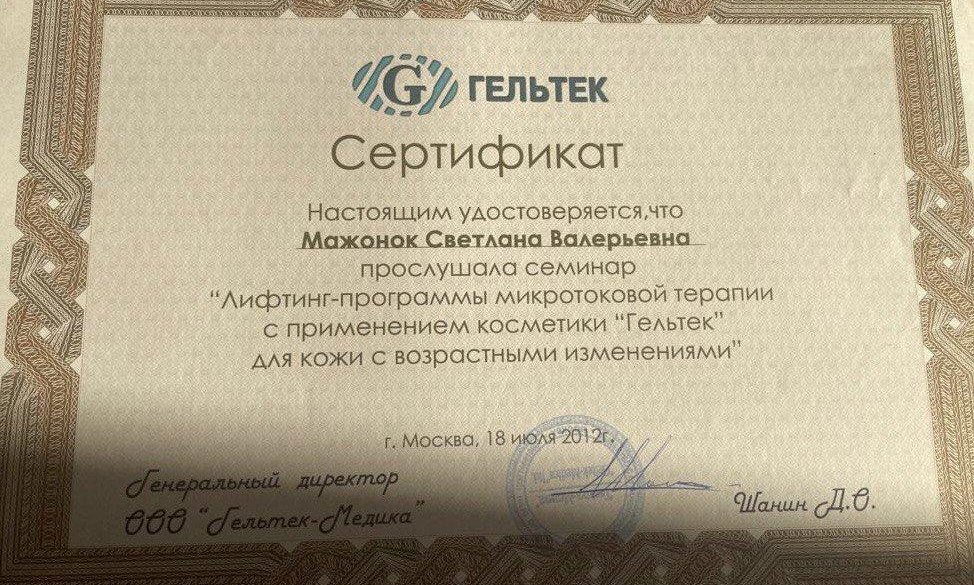 G ГЕЛЬТЕК
Сертификат
Настоящим удостоверяется,что
Мажонок Светлана Валерьевна
прослушала семинар
“Лифтинг-программы микротоковой терапии
с применением косметики “Гельтек”
для кожи с возрастными изменениями”
г. Москва, 18 июля 2012г.
Генеральный директор
ООО “Гельтек-Медика”
Шанин Д.О.